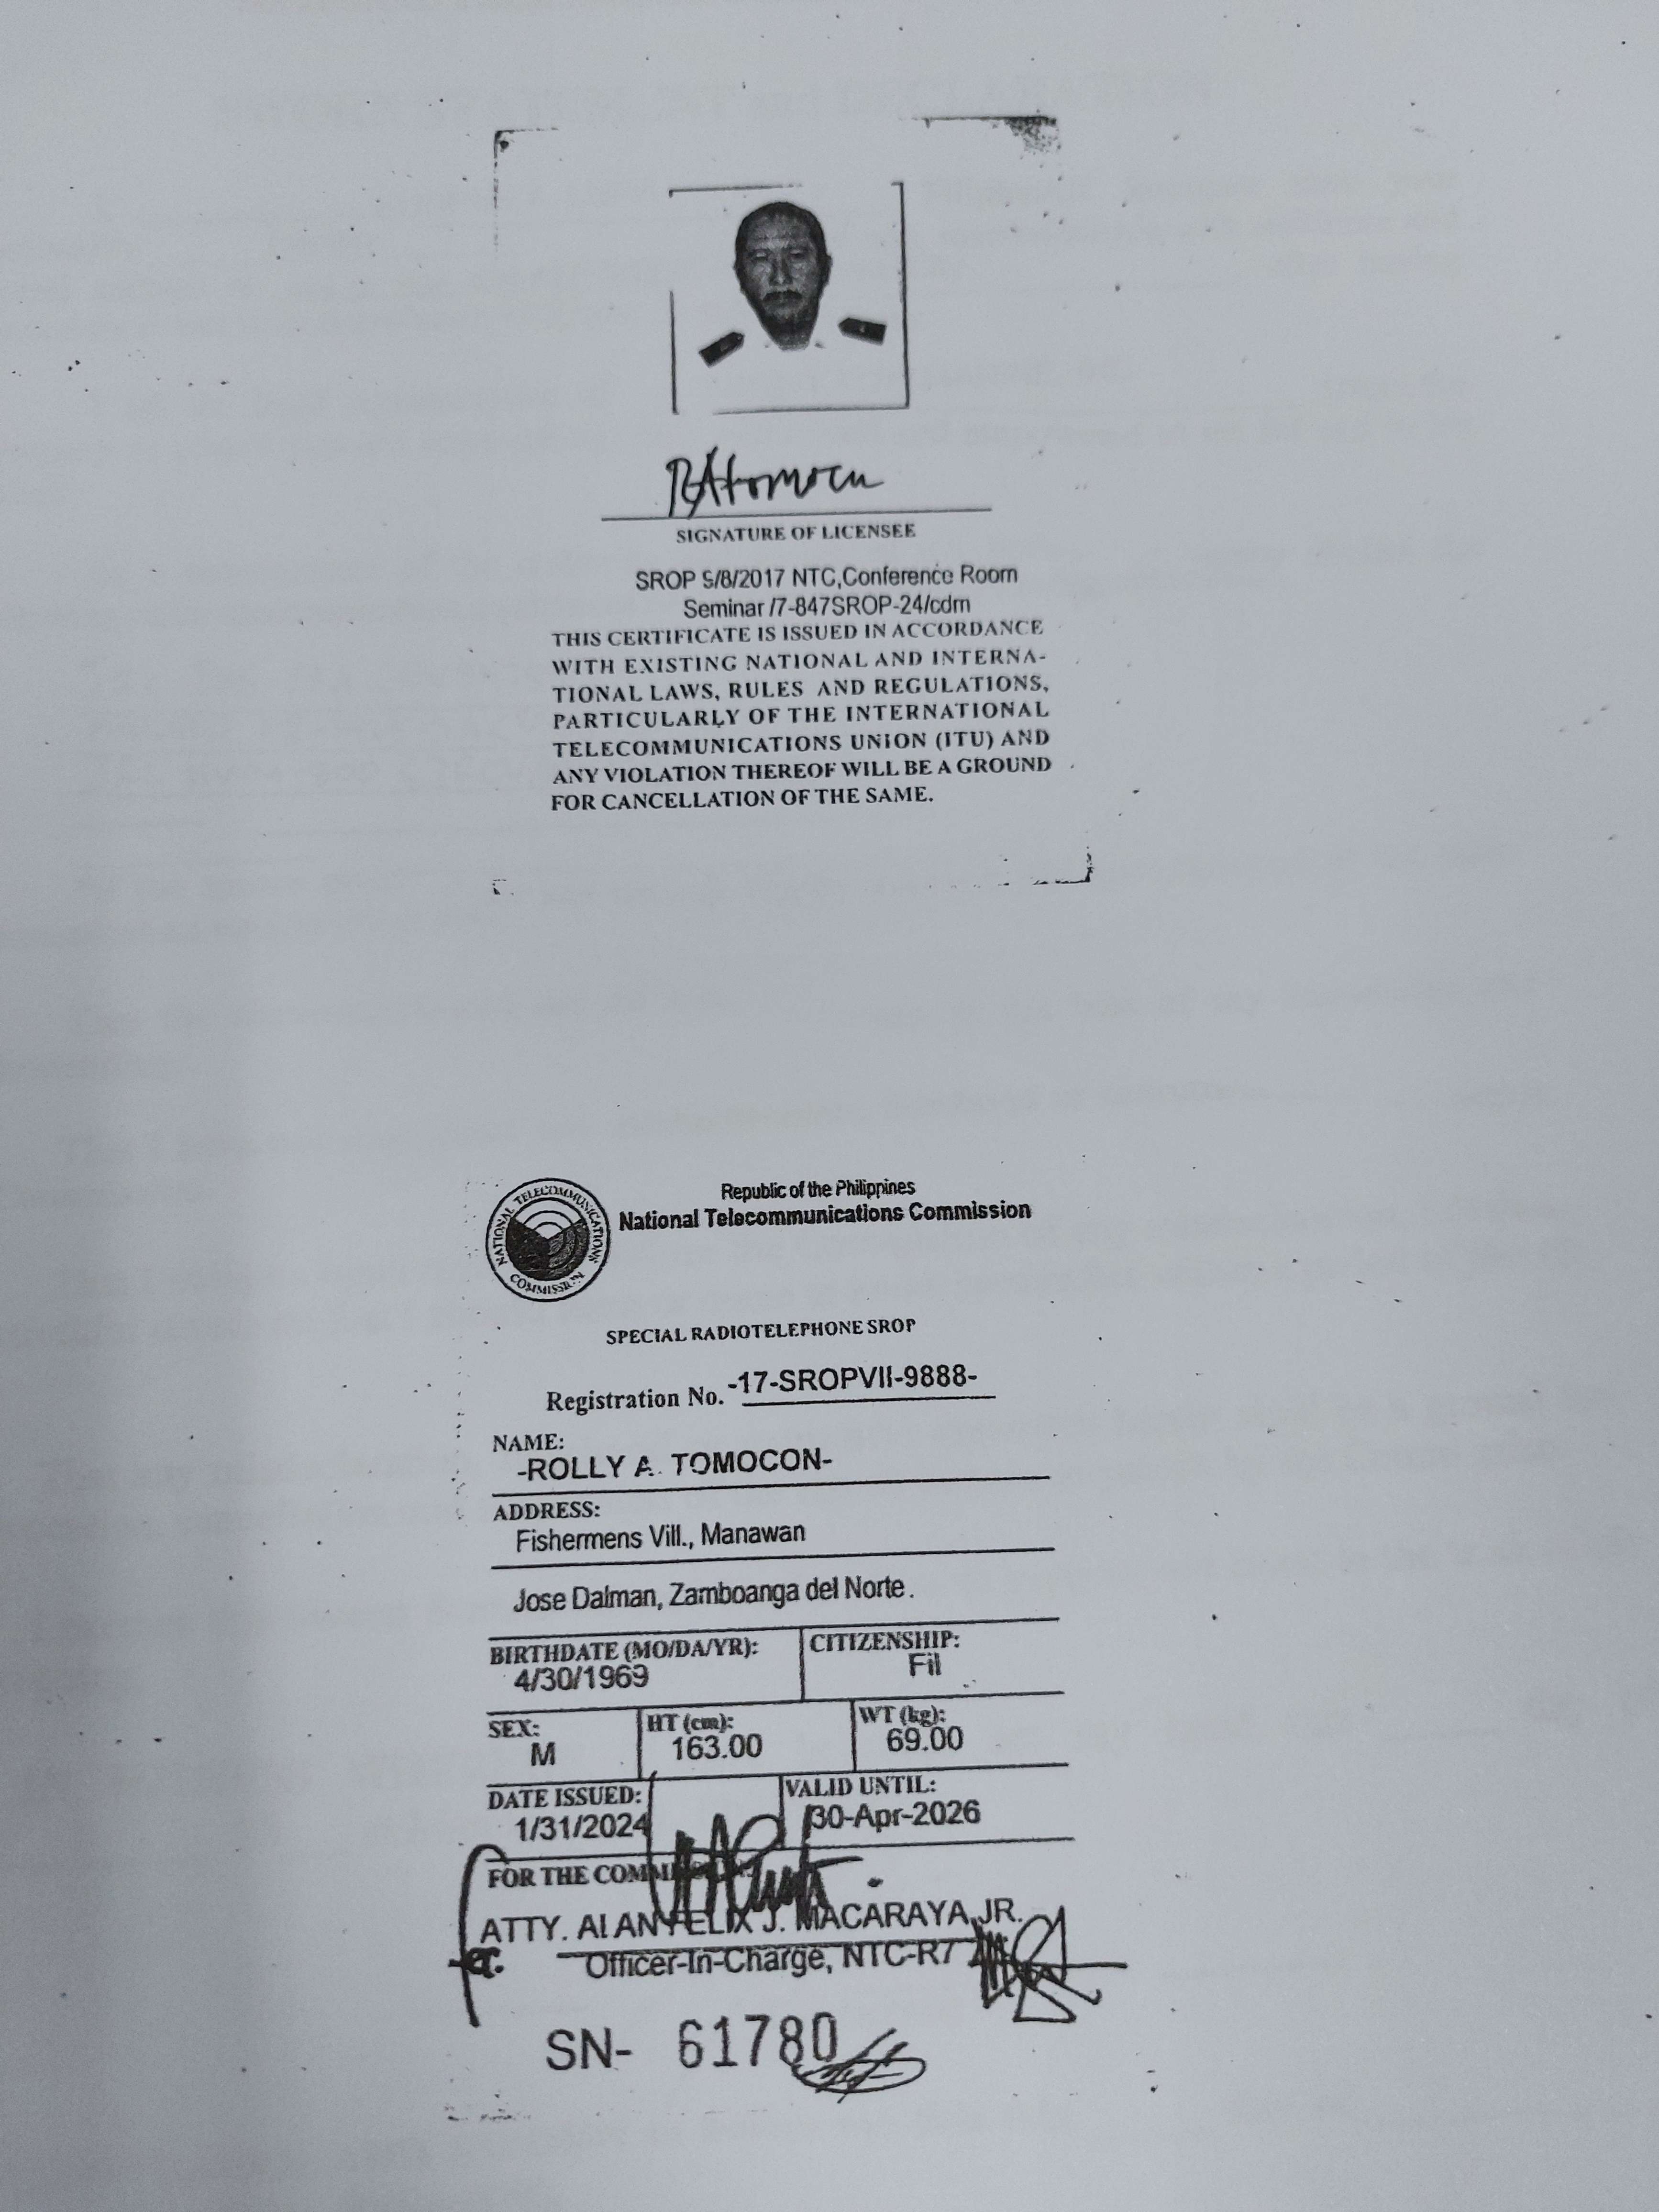 RATomocn
SIGNATURE OF LICENSEE
SROP 5/8/2017 NTC,Conference Room
Seminar /7-847SROP-24/cdm
THIS CERTIFICATE IS ISSUED IN ACCORDANCE
WITH EXISTING NATIONAL AND INTERNA-
TIONAL LAWS, RULES AND REGULATIONS,
PARTICULARLY OF THE INTERNATIONAL
TELECOMMUNICATIONS UNION (ITU) AND
ANY VIOLATION THEREOF WILL BE A GROUND
FOR CANCELLATION OF THE SAME.
NATIONAL TELECOMMUNICATIONS COMMISSION
Republic of the Philippines
National Telecommunications Commission
SPECIAL RADIOTELEPHONE SROP
Registration No. -17-SROPVII-9888-
NAME:
-ROLLY A. TOMOCON-
ADDRESS:
Fishermens Vill., Manawan
Jose Dalman, Zamboanga del Norte.
BIRTHDATE (MO/DA/YR): CITIZENSHIP:
4/30/1969 Fil
SEX: HT (cm): WT (kg):
M 163.00 69.00
DATE ISSUED: VALID UNTIL:
1/31/2024 30-Apr-2026
FOR THE COMMISSION:
ATTY. ALAN FELIX J. MACARAYA, JR.
Officer-In-Charge, NTC-R7
SN- 61780